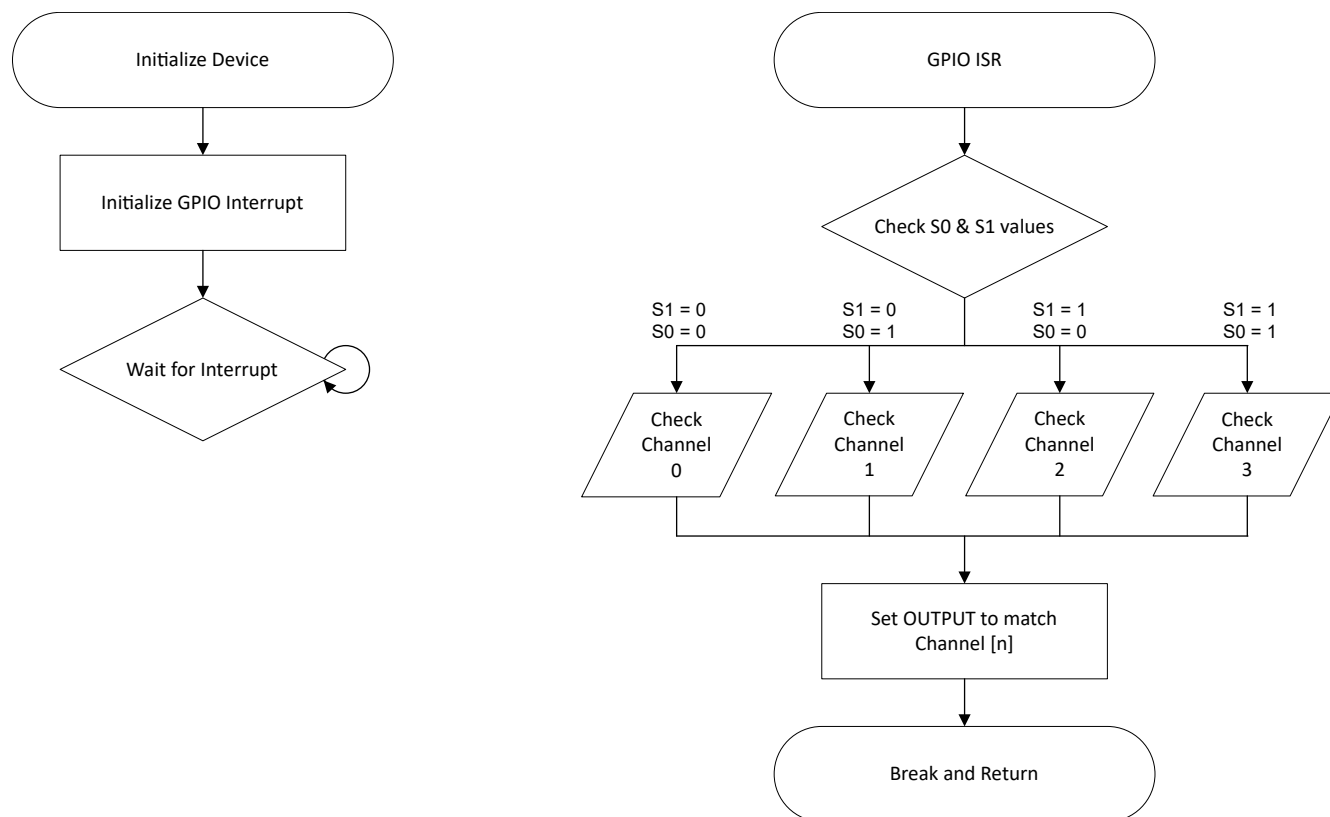 Initialize Device
Initialize GPIO Interrupt
Wait for Interrupt
GPIO ISR
Check S0 & S1 values
S1 = 0
S0 = 0
S1 = 0
S0 = 1
S1 = 1
S0 = 0
S1 = 1
S0 = 1
Check
Channel
0
Check
Channel
1
Check
Channel
2
Check
Channel
3
Set OUTPUT to match
Channel [n]
Break and Return